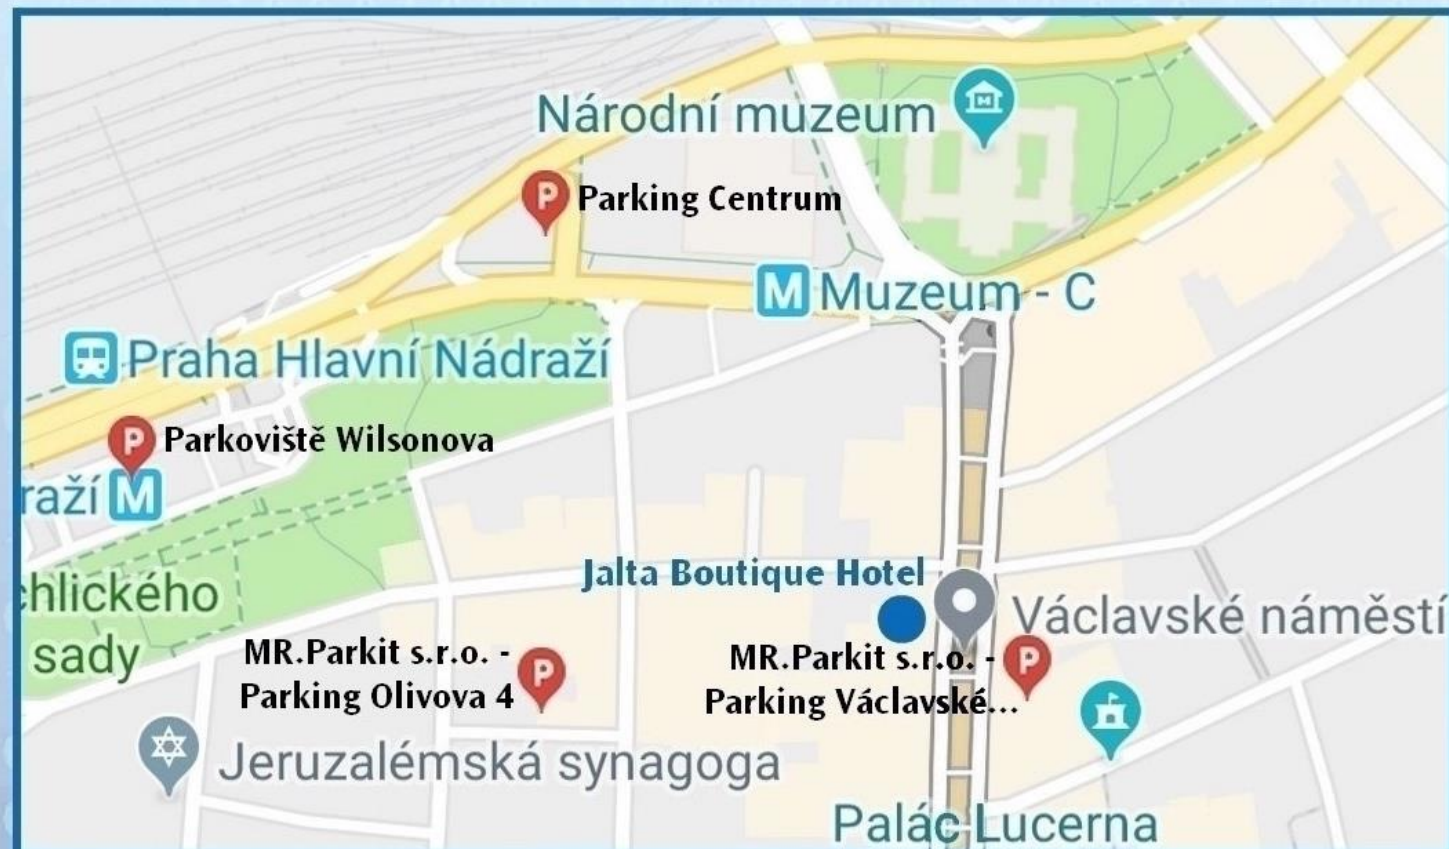 Národní muzeum
P Parking Centrum
M Muzeum - C
Praha Hlavní Nádraží
P Parkoviště Wilsonova
raží M
Jalta Boutique Hotel
chlického
sady
Václavské náměstí
MR.Parkit s.r.o. -
Parking Olivova 4
P
MR.Parkit s.r.o. -
Parking Václavské...
P
Jeruzalémská synagoga
Palác Lucerna